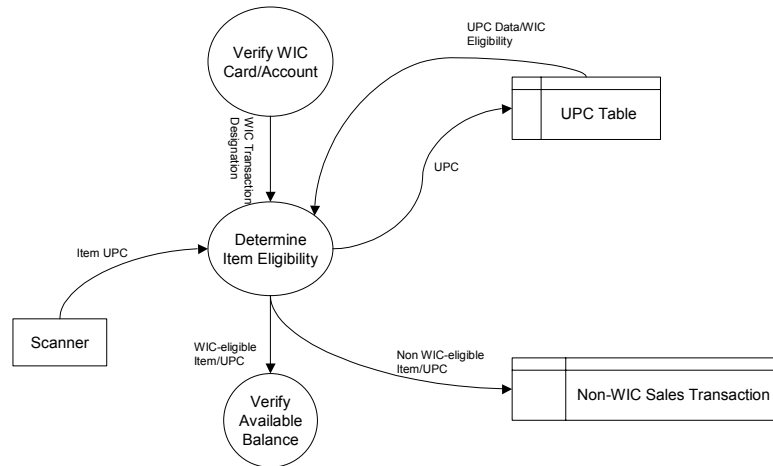 Verify WIC
Card/Account
UPC Data/WIC
Eligibility
UPC Table
WIC Transaction
Designation
UPC
Determine
Item Eligibility
Item UPC
Scanner
WIC-eligible
Item/UPC
Non WIC-eligible
Item/UPC
Non-WIC Sales Transaction
Verify
Available
Balance